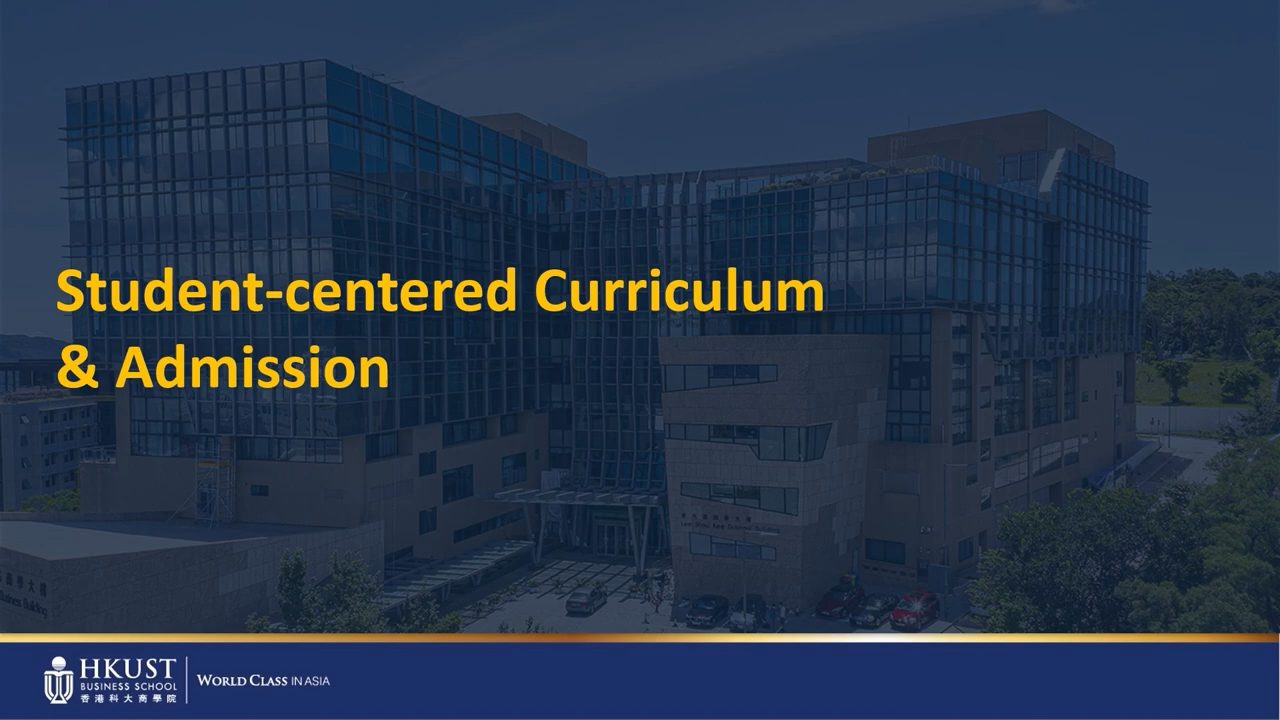 Student-centered Curriculum
& Admission
HKUST
BUSINESS SCHOOL
香港科大商學院
WORLD CLASS IN ASIA